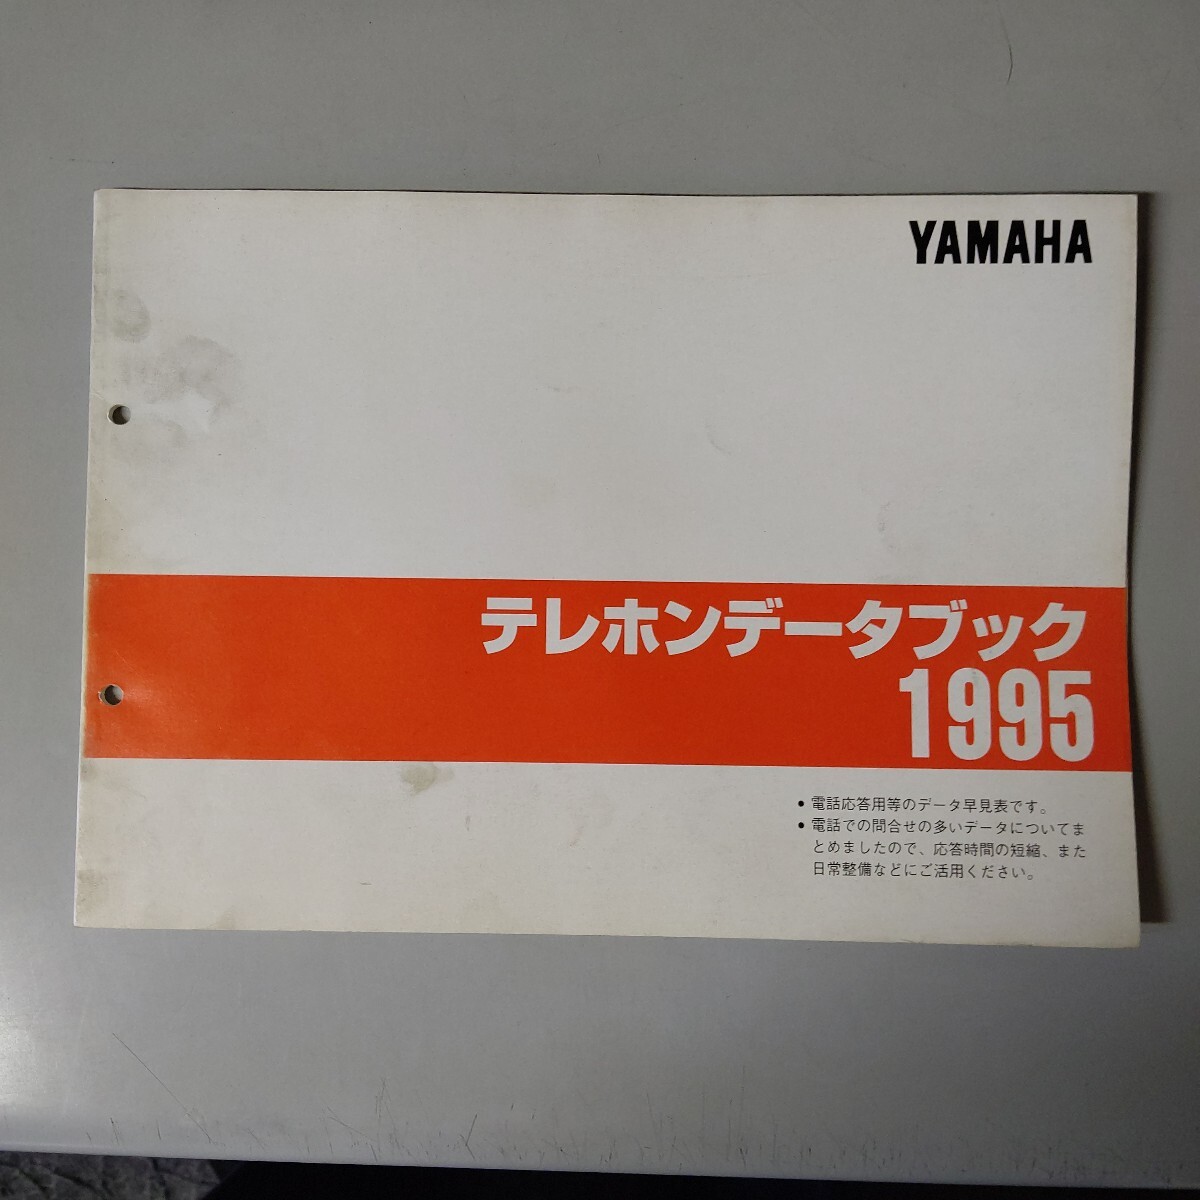 YAMAHA
テレホンデータブック
1995
• 電話応答用等のデータ早見表です。
• 電話での問合せの多いデータについてま
とめましたので、応答時間の短縮、また
日常整備などにご活用ください。